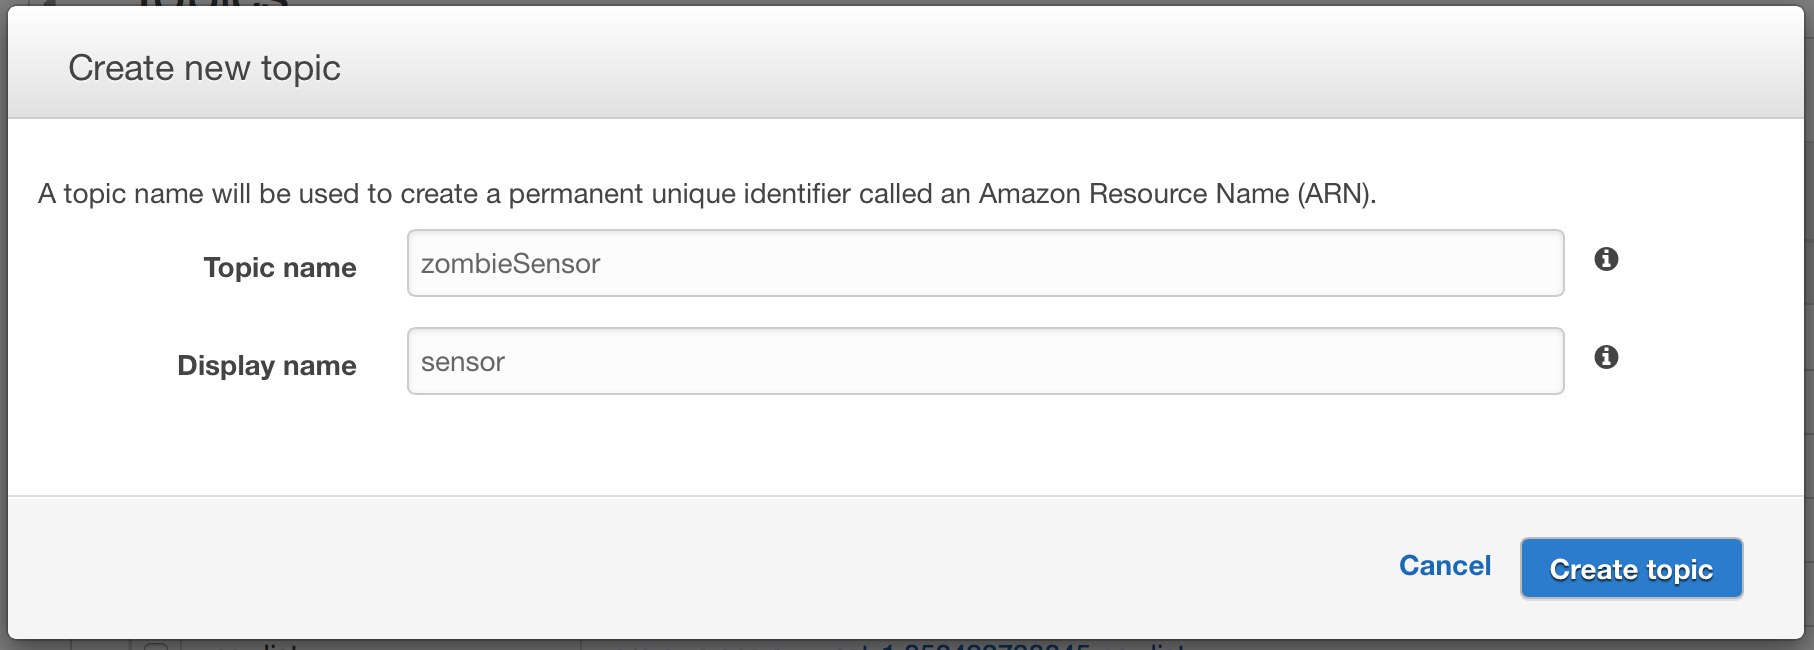 Create new topic
A topic name will be used to create a permanent unique identifier called an Amazon Resource Name (ARN).
Topic name
zombieSensor
Display name
sensor
Cancel
Create topic